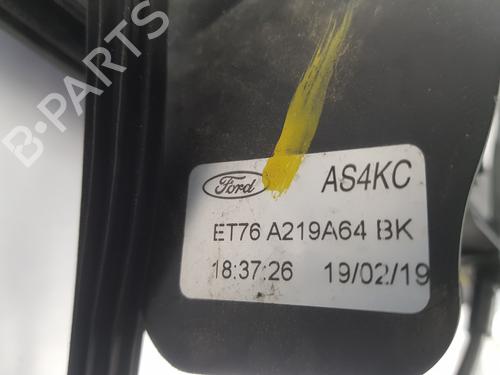 B-PARTS
Ford AS4KC
ET76 A219A64 BK
18:37:26 19/02/19